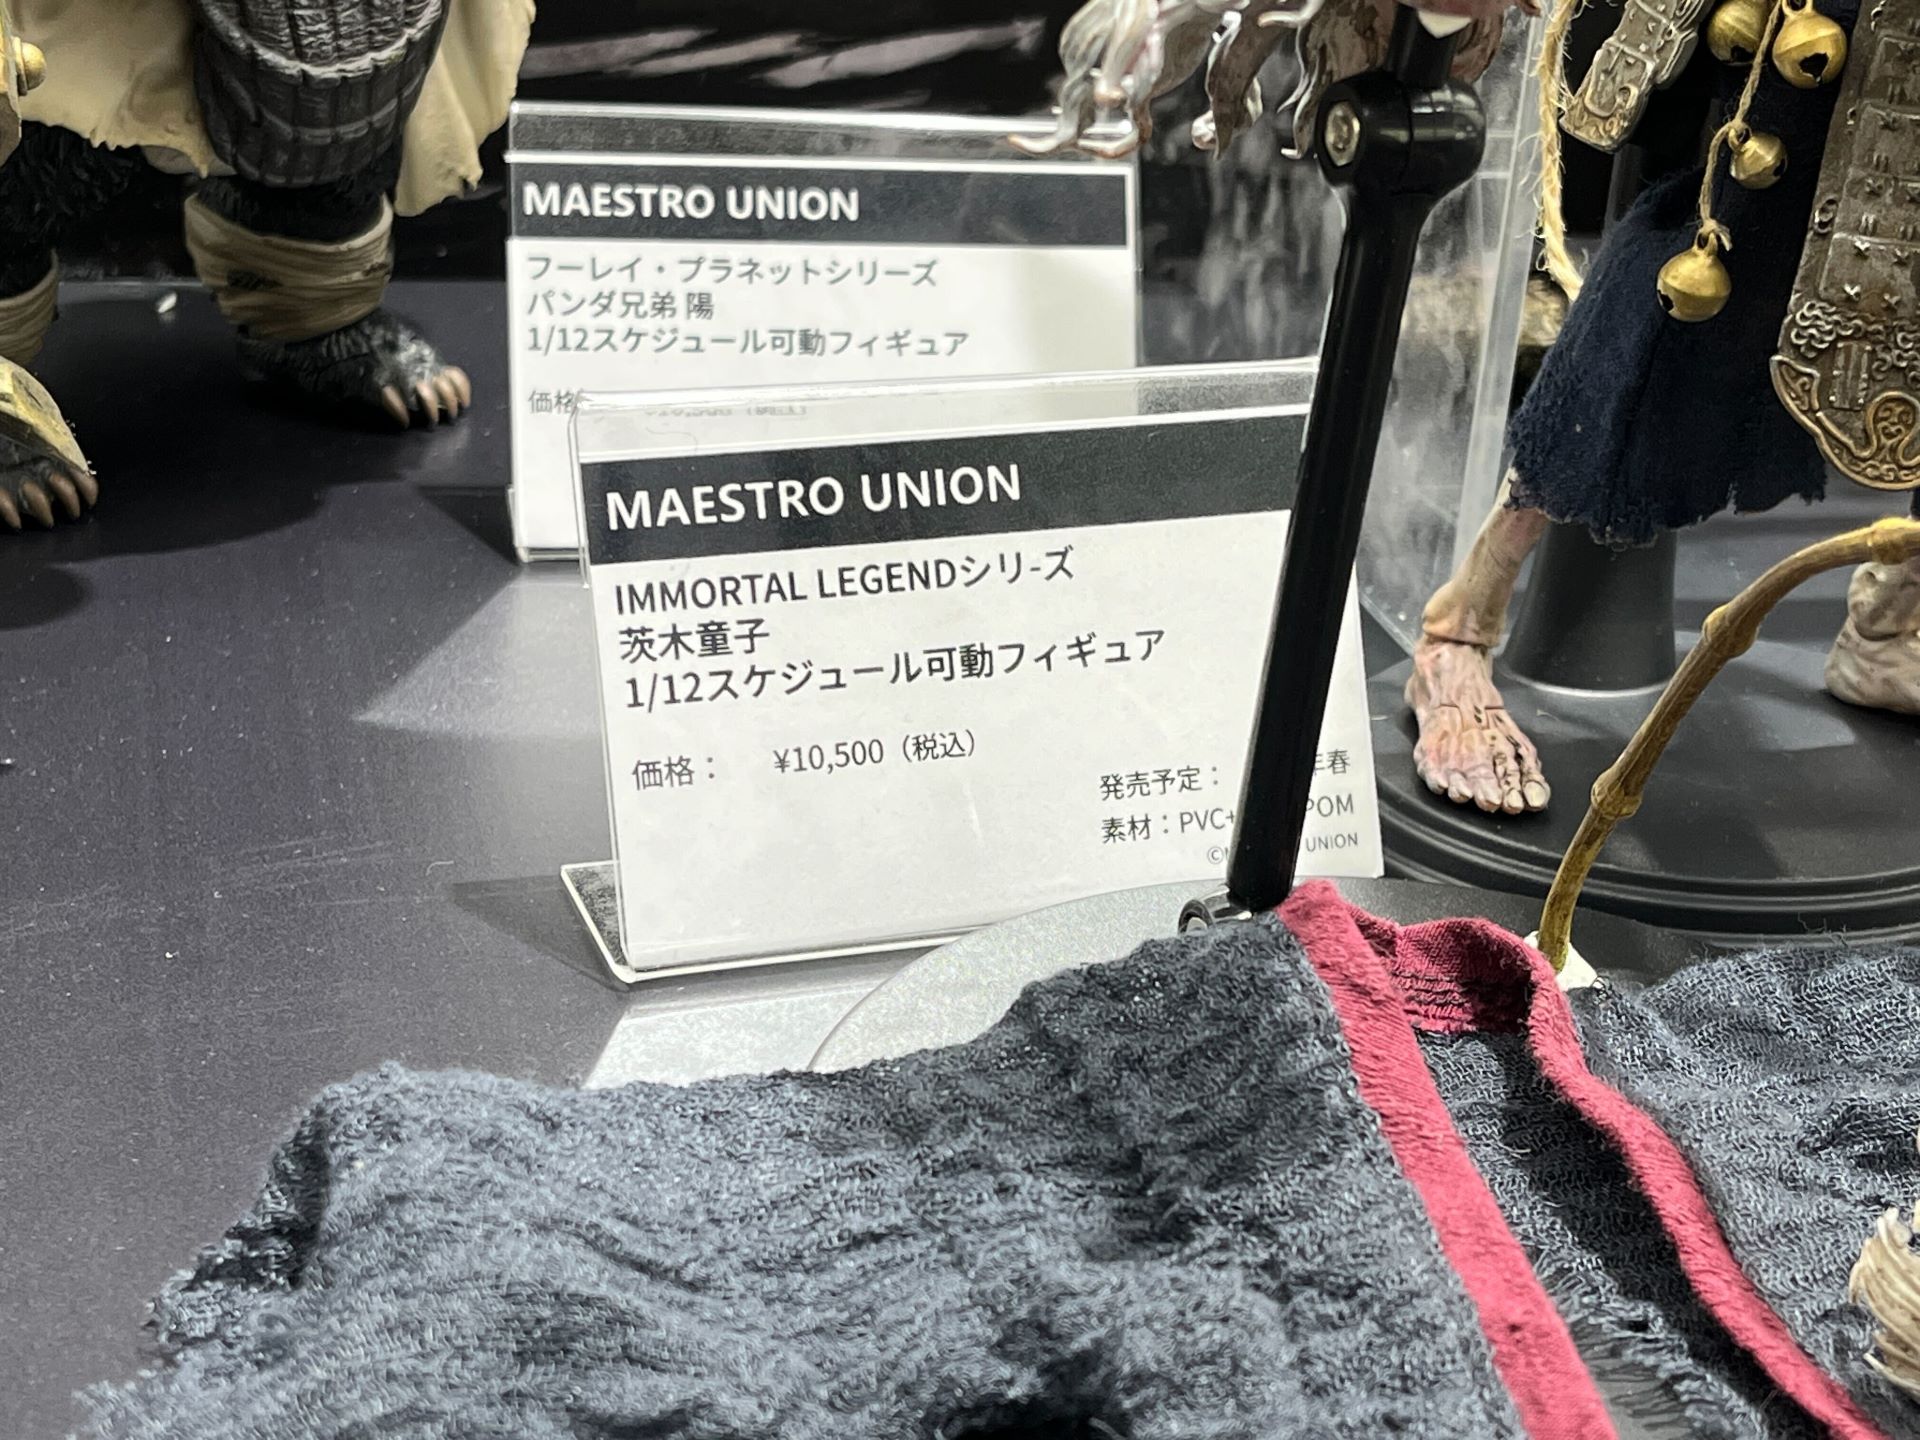 MAESTRO UNION
フーレイ・プラネットシリーズ
パンダ兄弟 陽
1/12スケジュール可動フィギュア
価格
MAESTRO UNION
IMMORTAL LEGENDシリ-ズ
茨木童子
1/12スケジュール可動フィギュア
価格： ¥10,500（税込）
発売予定： 年春
素材：PVC+ POM
© UNION